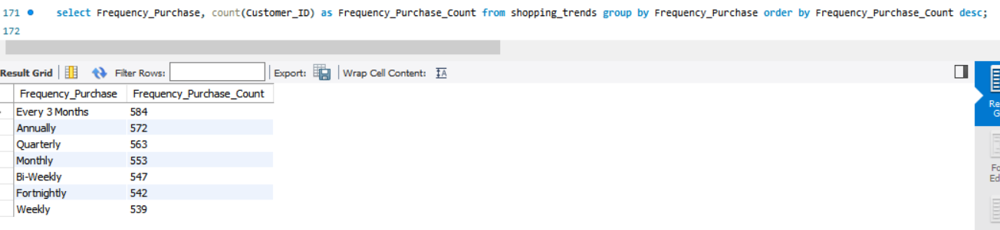 171 select Frequency_Purchase, count(Customer_ID) as Frequency_Purchase_Count from shopping_trends group by Frequency_Purchase order by Frequency_Purchase_Count desc;
172
Result Grid Filter Rows: Export: Wrap Cell Content: IA
Frequency_Purchase Frequency_Purchase_Count
Every 3 Months 584
Annually 572
Quarterly 563
Monthly 553
Bi-Weekly 547
Fortnightly 542
Weekly 539
Re
G
Fo
Ed